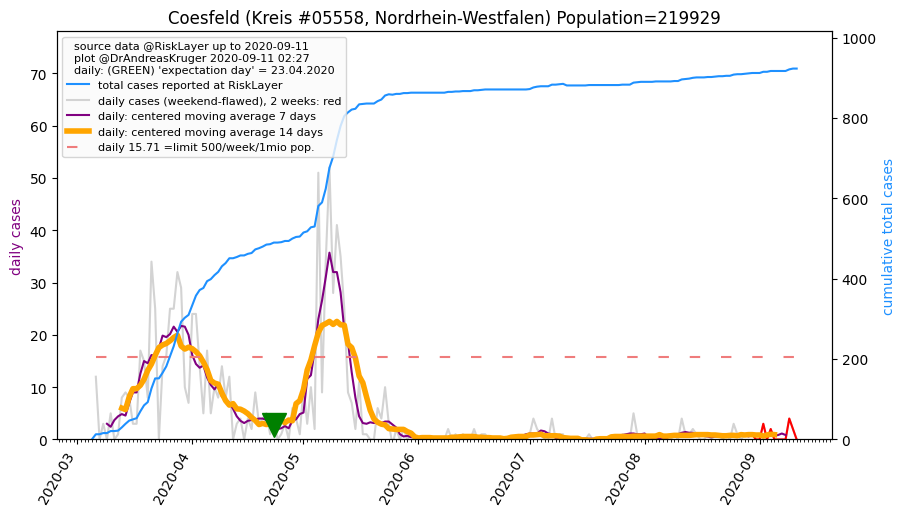 Coesfeld (Kreis #05558, Nordrhein-Westfalen) Population=219929
source data @RiskLayer up to 2020-09-11
plot @DrAndreasKruger 2020-09-11 02:27
daily: (GREEN) 'expectation day' = 23.04.2020
total cases reported at RiskLayer
daily cases (weekend-flawed), 2 weeks: red
daily: centered moving average 7 days
daily: centered moving average 14 days
daily 15.71 =limit 500/week/1mio pop.
daily cases
70
60
50
40
30
20
10
0
cumulative total cases
1000
800
600
400
200
0
2020-03
2020-04
2020-05
2020-06
2020-07
2020-08
2020-09